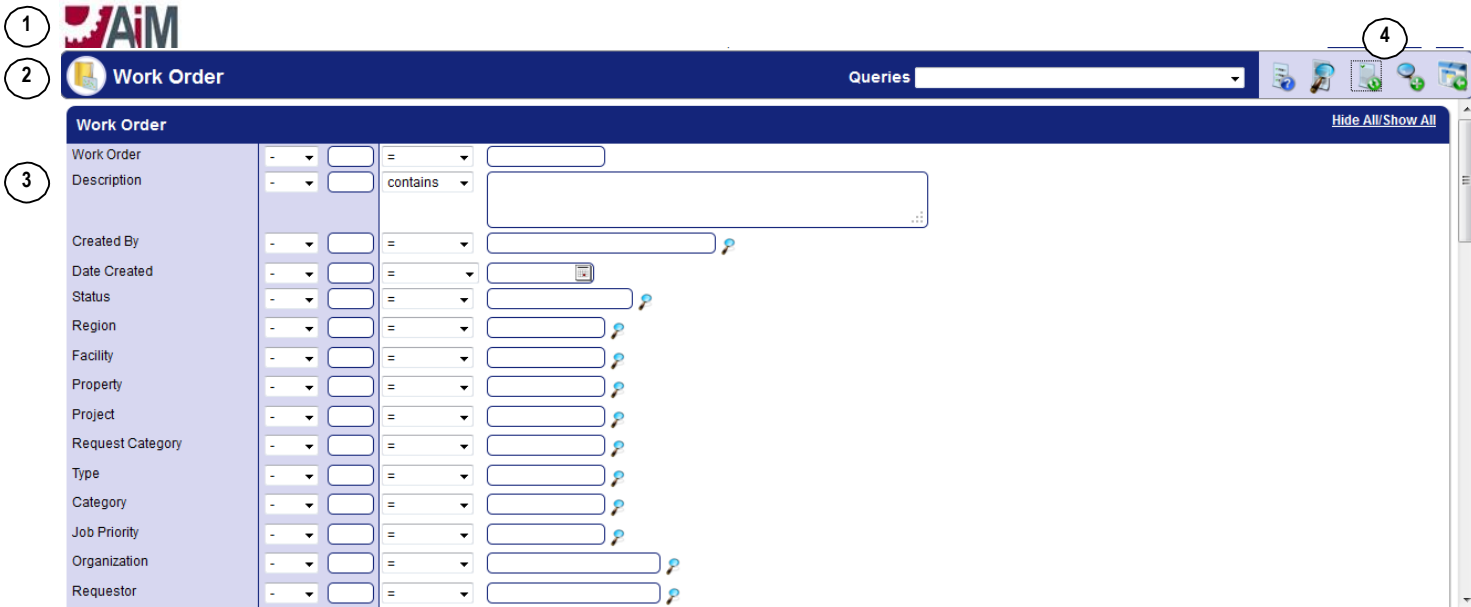 1
AiM
4
2
Work Order
Queries
Work Order
Hide All/Show All
Work Order - =
3
Description - contains
Created By - =
Date Created - =
Status - =
Region - =
Facility - =
Property - =
Project - =
Request Category - =
Type - =
Category - =
Job Priority - =
Organization - =
Requestor - =